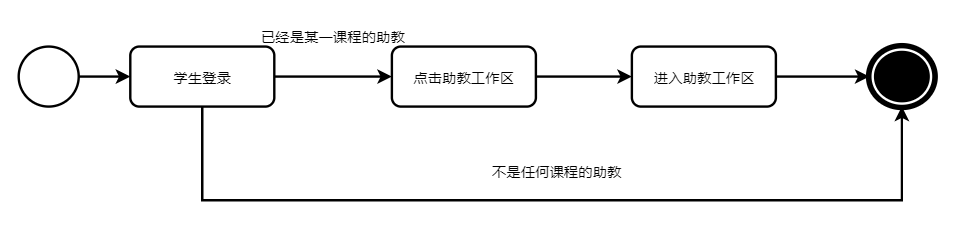 已经是某一课程的助教
学生登录
点击助教工作区
进入助教工作区
不是任何课程的助教